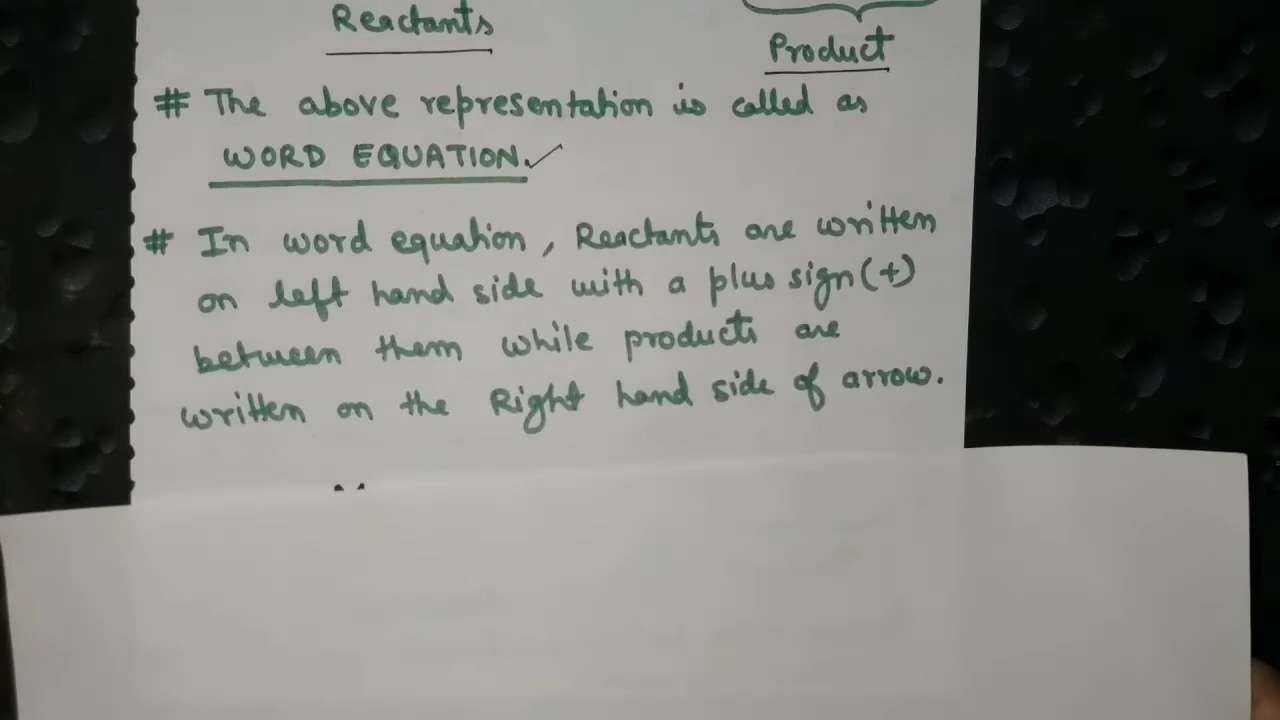 Reactants
Product
# The above representation is called as
WORD EQUATION.
# In word equation, Reactants are written
on left hand side with a plus sign (+)
between them while products are
written on the Right hand side of arrow.